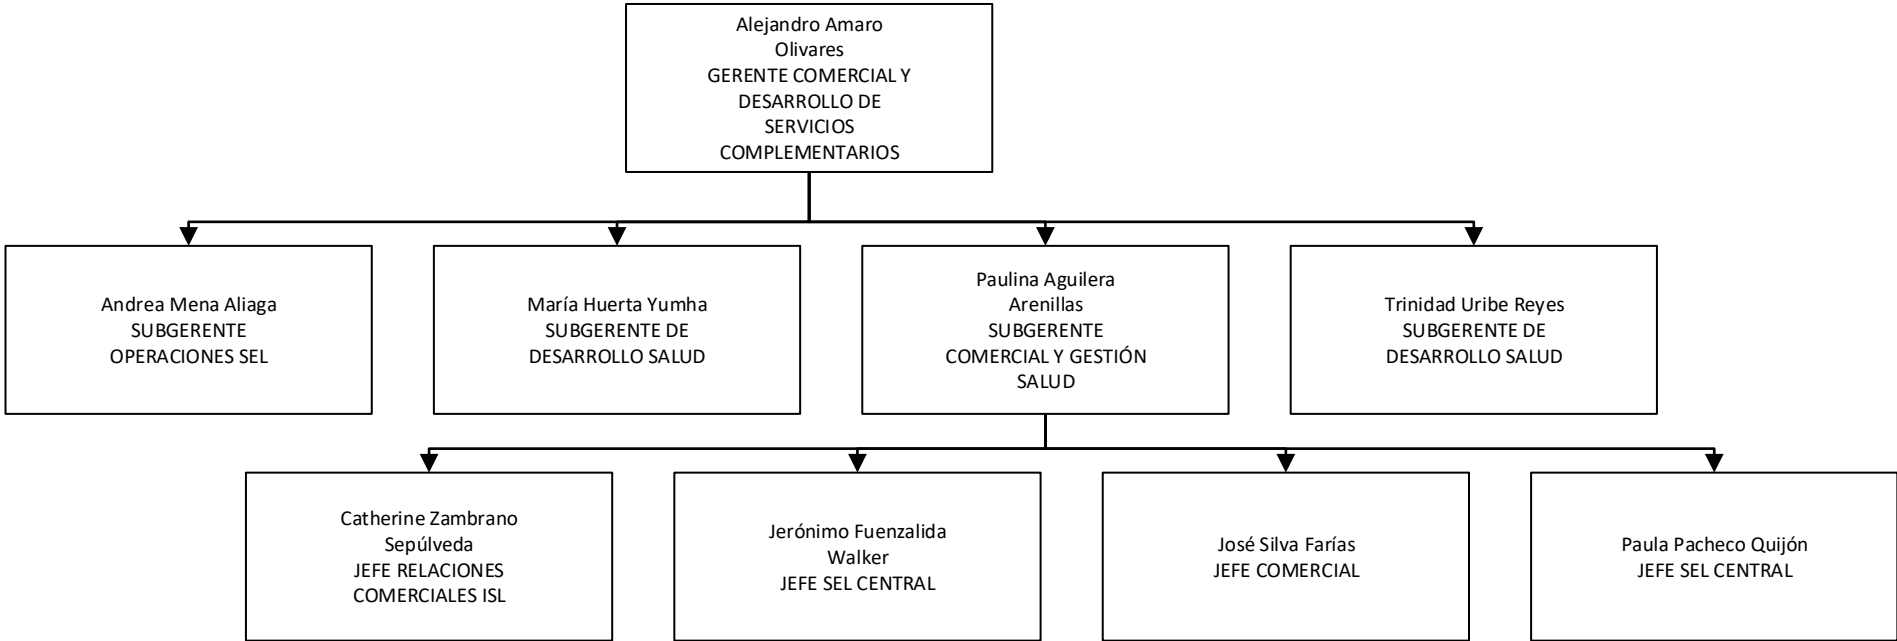 Alejandro Amaro
Olivares
GERENTE COMERCIAL Y
DESARROLLO DE
SERVICIOS
COMPLEMENTARIOS
Andrea Mena Aliaga
SUBGERENTE
OPERACIONES SEL
María Huerta Yumha
SUBGERENTE DE
DESARROLLO SALUD
Paulina Aguilera
Arenillas
SUBGERENTE
COMERCIAL Y GESTIÓN
SALUD
Trinidad Uribe Reyes
SUBGERENTE DE
DESARROLLO SALUD
Catherine Zambrano
Sepúlveda
JEFE RELACIONES
COMERCIALES ISL
Jerónimo Fuenzalida
Walker
JEFE SEL CENTRAL
José Silva Farías
JEFE COMERCIAL
Paula Pacheco Quijón
JEFE SEL CENTRAL